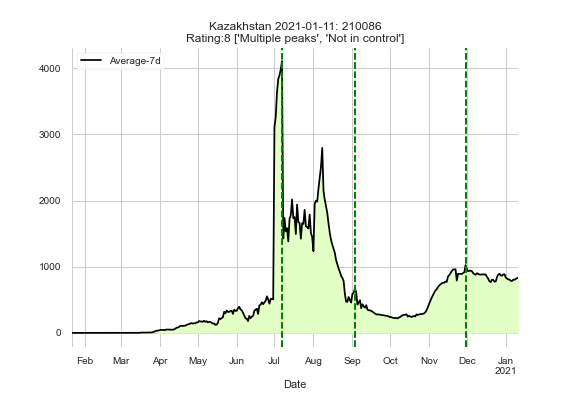 Kazakhstan 2021-01-11: 210086
Rating:8 ['Multiple peaks', 'Not in control']
Average-7d
4000
3000
2000
1000
0
Feb Mar Apr May Jun Jul Aug Sep Oct Nov Dec Jan
2021
Date